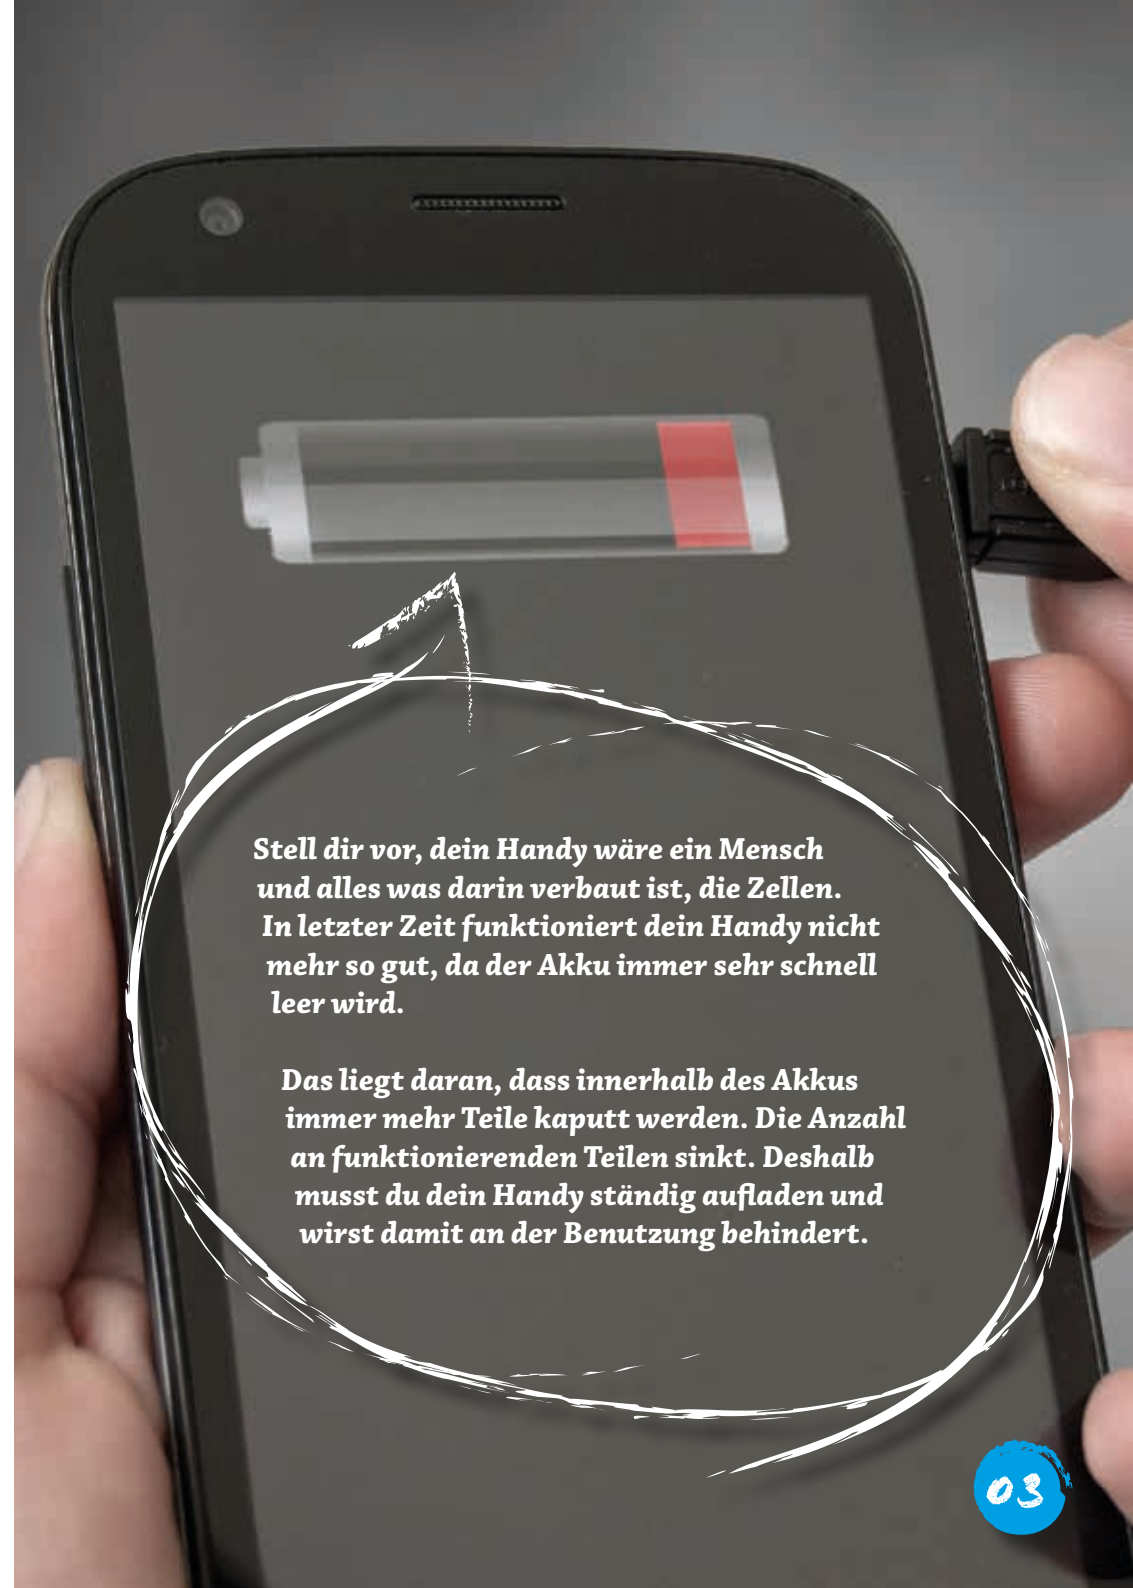 Stell dir vor, dein Handy wäre ein Mensch
und alles was darin verbaut ist, die Zellen.
In letzter Zeit funktioniert dein Handy nicht
mehr so gut, da der Akku immer sehr schnell
leer wird.
Das liegt daran, dass innerhalb des Akkus
immer mehr Teile kaputt werden. Die Anzahl
an funktionierenden Teilen sinkt. Deshalb
musst du dein Handy ständig aufladen und
wirst damit an der Benutzung behindert.
03